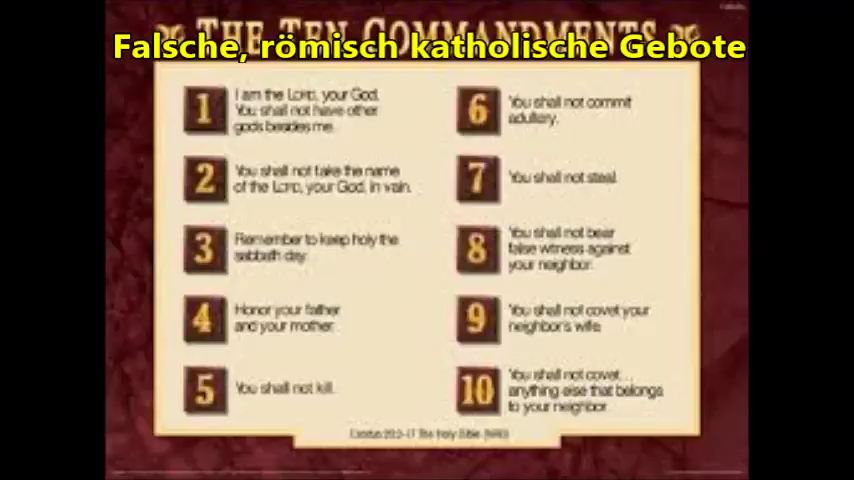 THE TEN COMMANDMENTS
Falsche, römisch katholische Gebote
1
I am the LORD, your God.
You shall not have other
gods besides me.
2
You shall not take the name
of the LORD, your God, in vain.
3
Remember to keep holy the
sabbath day.
4
Honor your father
and your mother.
5
You shall not kill.
6
You shall not commit
adultery.
7
You shall not steal.
8
You shall not bear
false witness against
your neighbor.
9
You shall not covet your
neighbor's wife.
10
You shall not covet...
anything else that belongs
to your neighbor.
Exodus 20:2-17 The Holy Bible